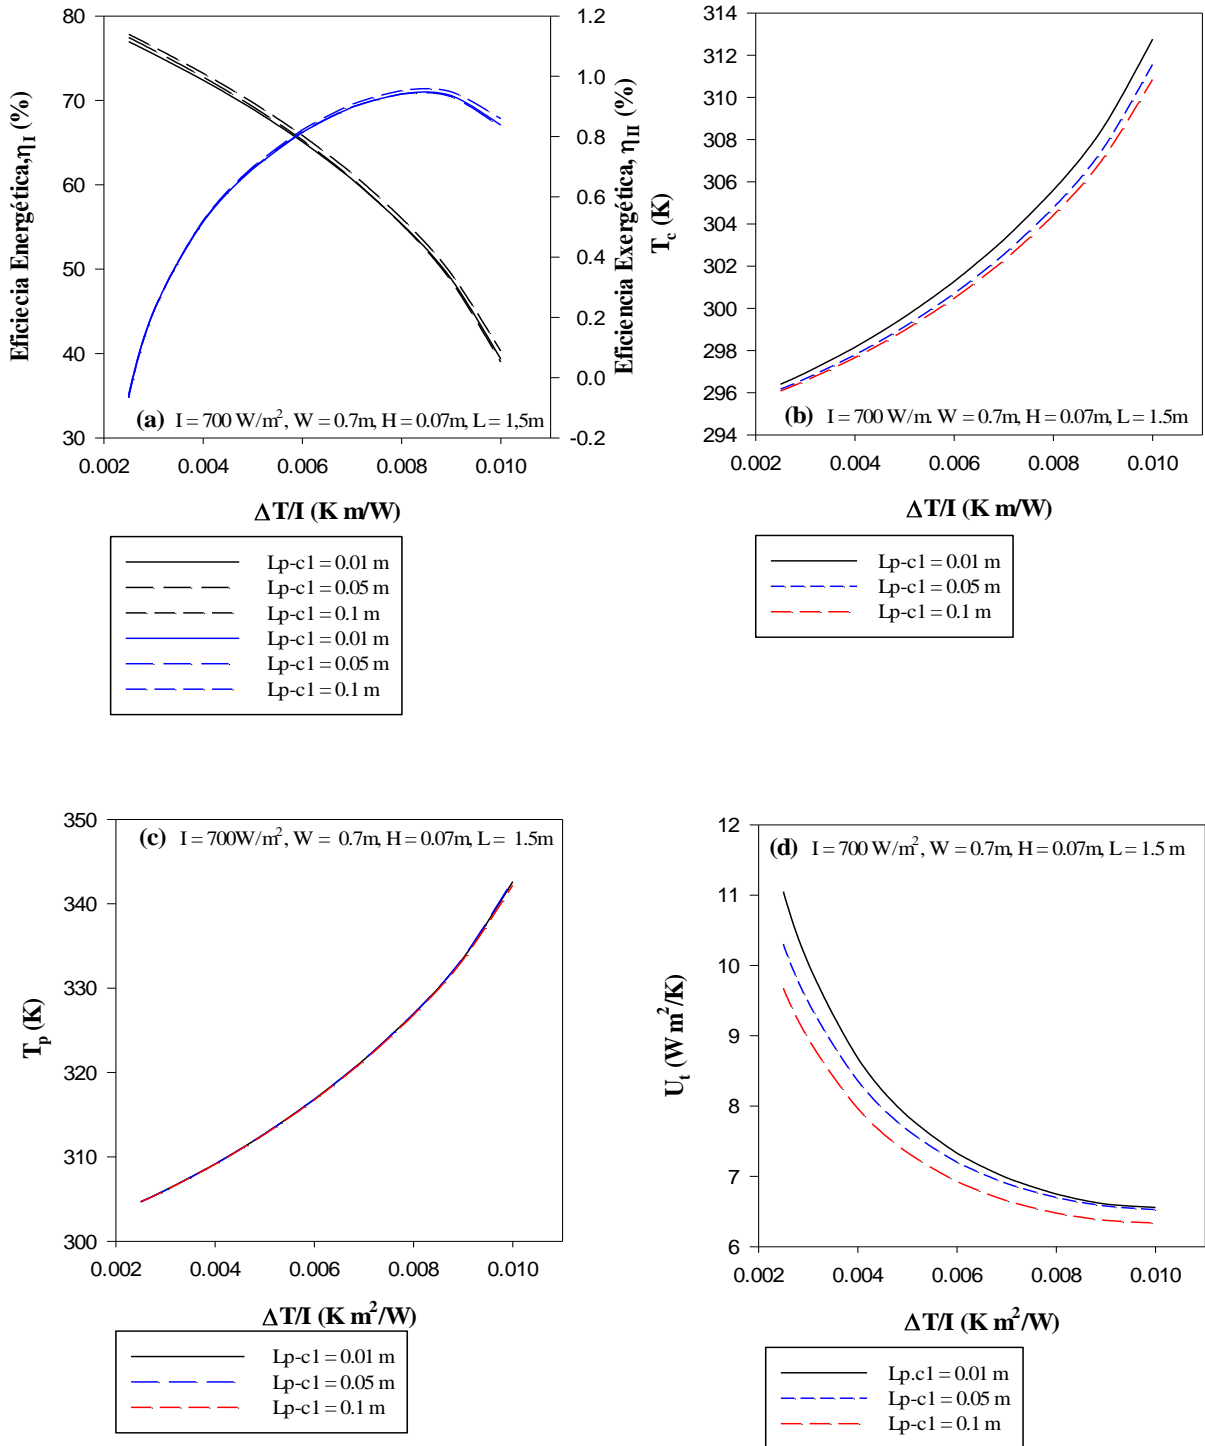 80
70
60
50
40
30
Eficiecia Energética,ηI (%)
1.2
1.0
0.8
0.6
0.4
0.2
0.0
-0.2
Eficiencia Exergética, ηII (%)
(a) I = 700 W/m², W = 0.7m, H = 0.07m, L = 1,5m
0.002 0.004 0.006 0.008 0.010
ΔT/I (K m/W)
Lp-c1 = 0.01 m
Lp-c1 = 0.05 m
Lp-c1 = 0.1 m
Lp-c1 = 0.01 m
Lp-c1 = 0.05 m
Lp-c1 = 0.1 m
314
312
310
308
306
304
302
300
298
296
294
Tc (K)
(b) I = 700 W/m. W = 0.7m, H = 0.07m, L = 1.5m
0.002 0.004 0.006 0.008 0.010
ΔT/I (K m/W)
Lp-c1 = 0.01 m
Lp-c1 = 0.05 m
Lp-c1 = 0.1 m
350
340
330
320
310
300
Tp (K)
(c) I = 700W/m², W = 0.7m, H = 0.07m, L = 1.5m
0.002 0.004 0.006 0.008 0.010
ΔT/I (K m²/W)
Lp-c1 = 0.01 m
Lp-c1 = 0.05 m
Lp-c1 = 0.1 m
12
11
10
9
8
7
6
Ut (W m²/K)
(d) I = 700 W/m², W = 0.7m, H = 0.07m, L = 1.5 m
0.002 0.004 0.006 0.008 0.010
ΔT/I (K m²/W)
Lp.c1 = 0.01 m
Lp-c1 = 0.05 m
Lp-c1 = 0.1 m